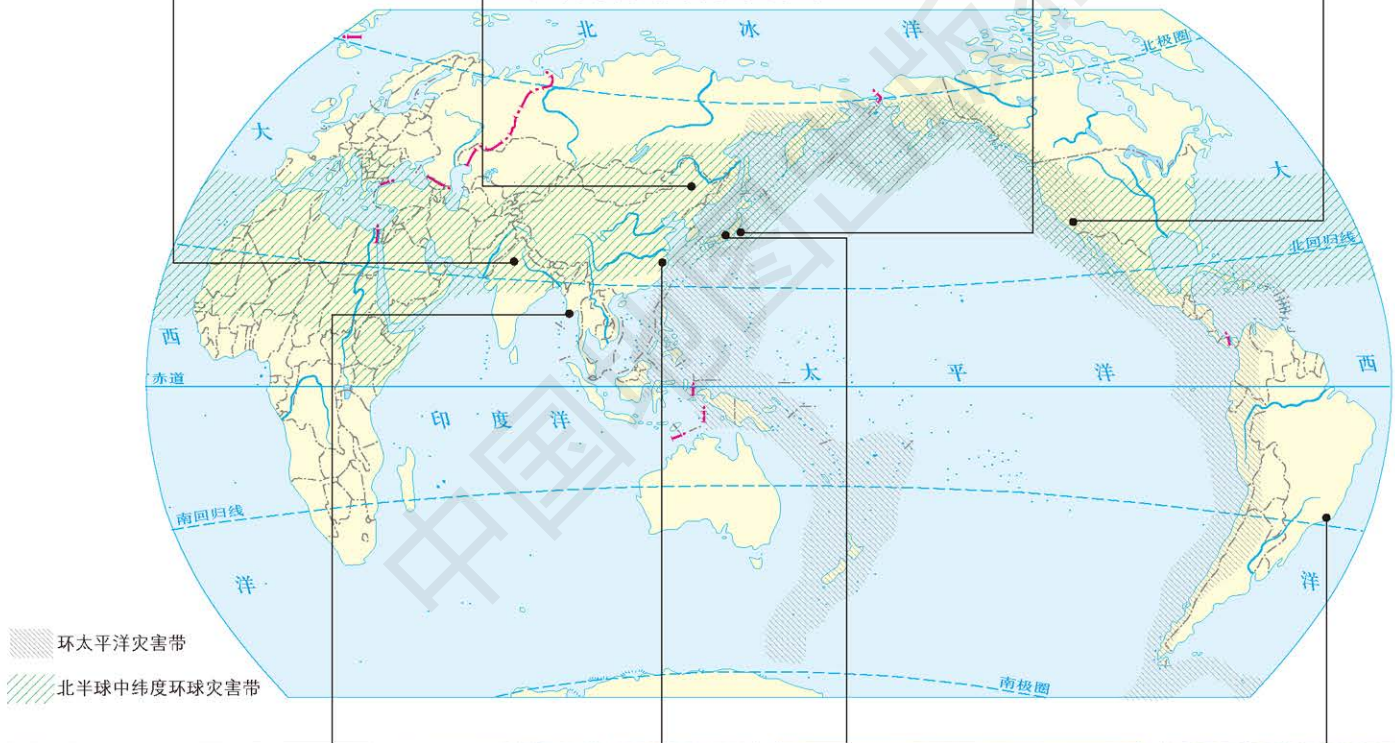 北 冰 洋
北极圈
大
大
北回归线
西
西
赤道
太 平 洋
印 度 洋
南回归线
洋
洋
南极圈
环太平洋灾害带
北半球中纬度环球灾害带
中国地图出版